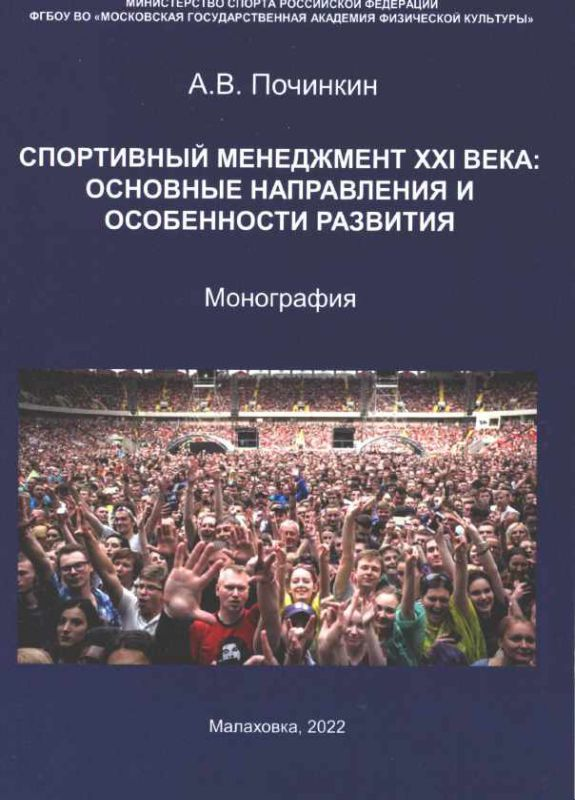 МИНИСТЕРСТВО СПОРТА РОССИЙСКОЙ ФЕДЕРАЦИИ
ФГБОУ ВО «МОСКОВСКАЯ ГОСУДАРСТВЕННАЯ АКАДЕМИЯ ФИЗИЧЕСКОЙ КУЛЬТУРЫ»
А.В. Починкин
СПОРТИВНЫЙ МЕНЕДЖМЕНТ XXI ВЕКА:
ОСНОВНЫЕ НАПРАВЛЕНИЯ И
ОСОБЕННОСТИ РАЗВИТИЯ
Монография
Малаховка, 2022